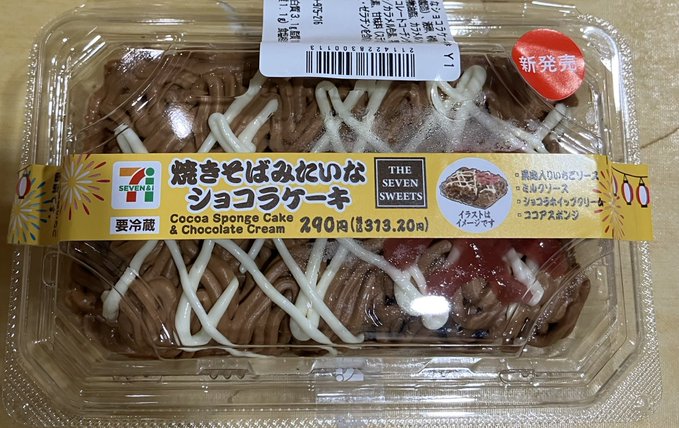 新発売
7i
SEVEN&i
要冷蔵
焼きそばみたいな
ショコラケーキ
Cocoa Sponge Cake
& Chocolate Cream
290円(税込313.20円)
THE
SEVEN
SWEETS
イラストは
イメージです
・果肉入りいちごソース
・ミルクソース
・ショコラホイップクリーム
・ココアスポンジ